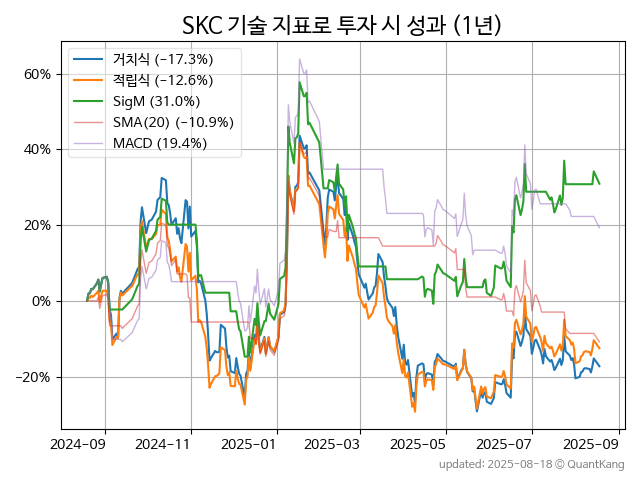 SKC 기술 지표로 투자 시 성과 (1년)
거치식 (−17.3%)
적립식 (−12.6%)
SigM (31.0%)
SMA(20) (−10.9%)
MACD (19.4%)
60%
40%
20%
0%
−20%
2024-09 2024-11 2025-01 2025-03 2025-05 2025-07 2025-09
updated: 2025-08-18 ⓒ QuantKang